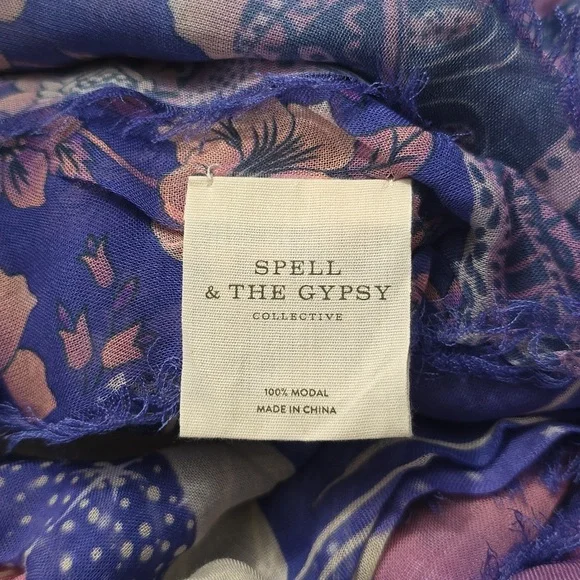 SPELL
& THE GYPSY
COLLECTIVE
100% MODAL
MADE IN CHINA